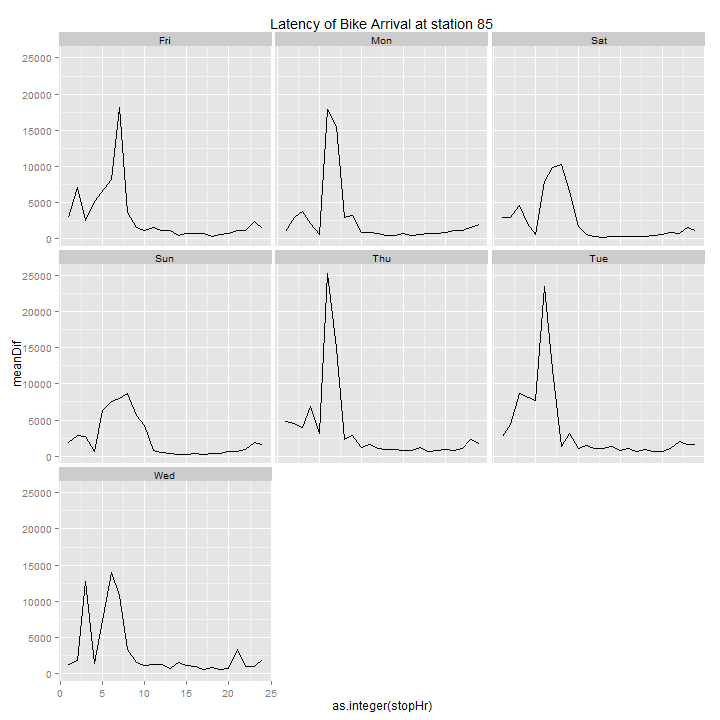 Latency of Bike Arrival at station 85
Fri
Mon
Sat
25000
20000
15000
10000
5000
0
Sun
Thu
Tue
25000
20000
15000
10000
5000
0
meanDif
Wed
25000
20000
15000
10000
5000
0
0 5 10 15 20 25
as.integer(stopHr)